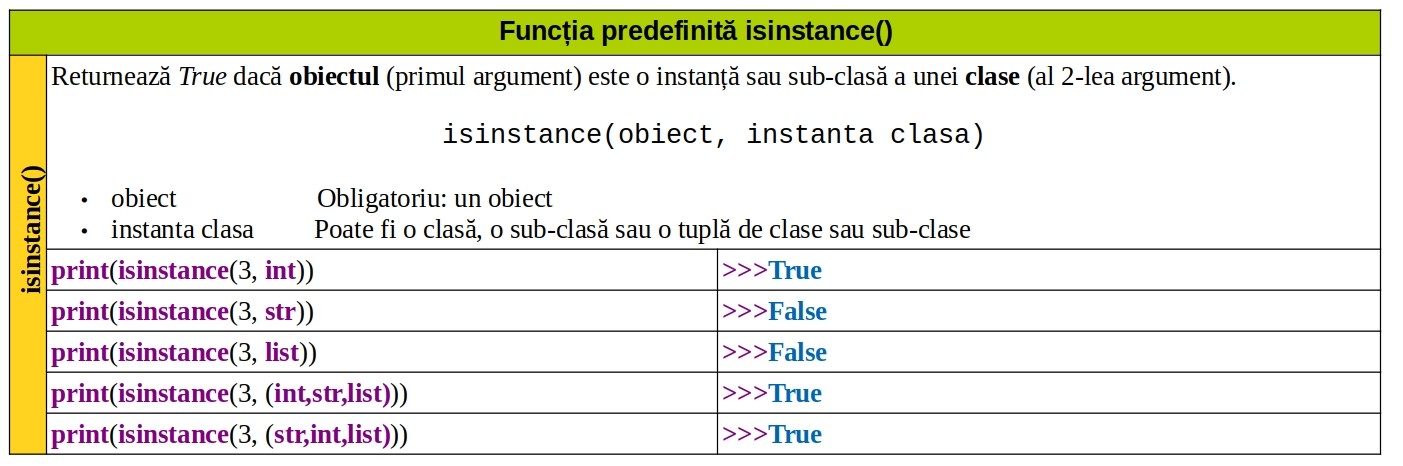 Funcția predefinită isinstance()
isinstance()
Returnează True dacă obiectul (primul argument) este o instanță sau sub-clasă a unei clase (al 2-lea argument).
isinstance(obiect, instanta clasa)
• obiect Obligatoriu: un obiect
• instanta clasa Poate fi o clasă, o sub-clasă sau o tuplă de clase sau sub-clase
print(isinstance(3, int)) >>>True
print(isinstance(3, str)) >>>False
print(isinstance(3, list)) >>>False
print(isinstance(3, (int,str,list))) >>>True
print(isinstance(3, (str,int,list))) >>>True